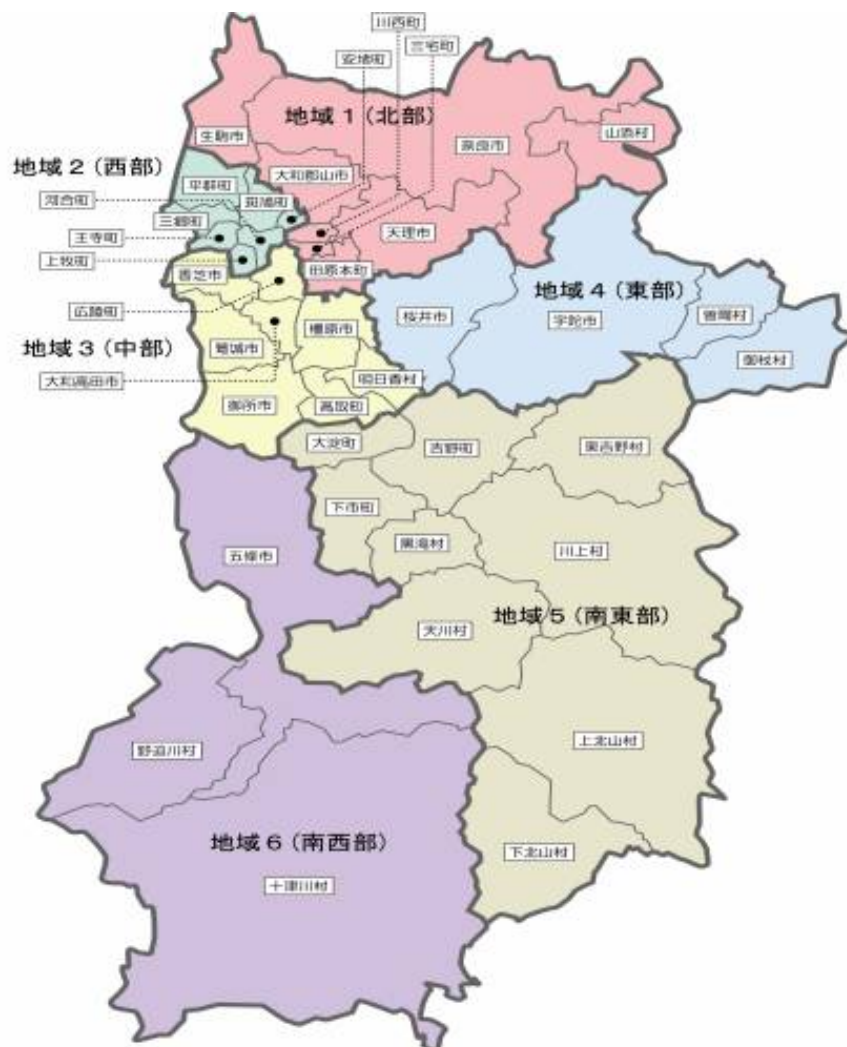 川西町
三宅町
安堵町
地域1(北部)
生駒市
奈良市
山添村
大和郡山市
地域2(西部)
平群町
河合町
斑鳩町
三郷町
王寺町
天理市
上牧町
香芝市
田原本町
広陵町
地域4(東部)
桜井市
宇陀市
曽爾村
橿原市
地域3(中部)
葛城市
御杖村
大和高田市
明日香村
御所市
高取町
大淀町
吉野町
東吉野村
下市町
黒滝村
川上村
五條市
地域5(南東部)
天川村
野迫川村
上北山村
地域6(南西部)
下北山村
十津川村